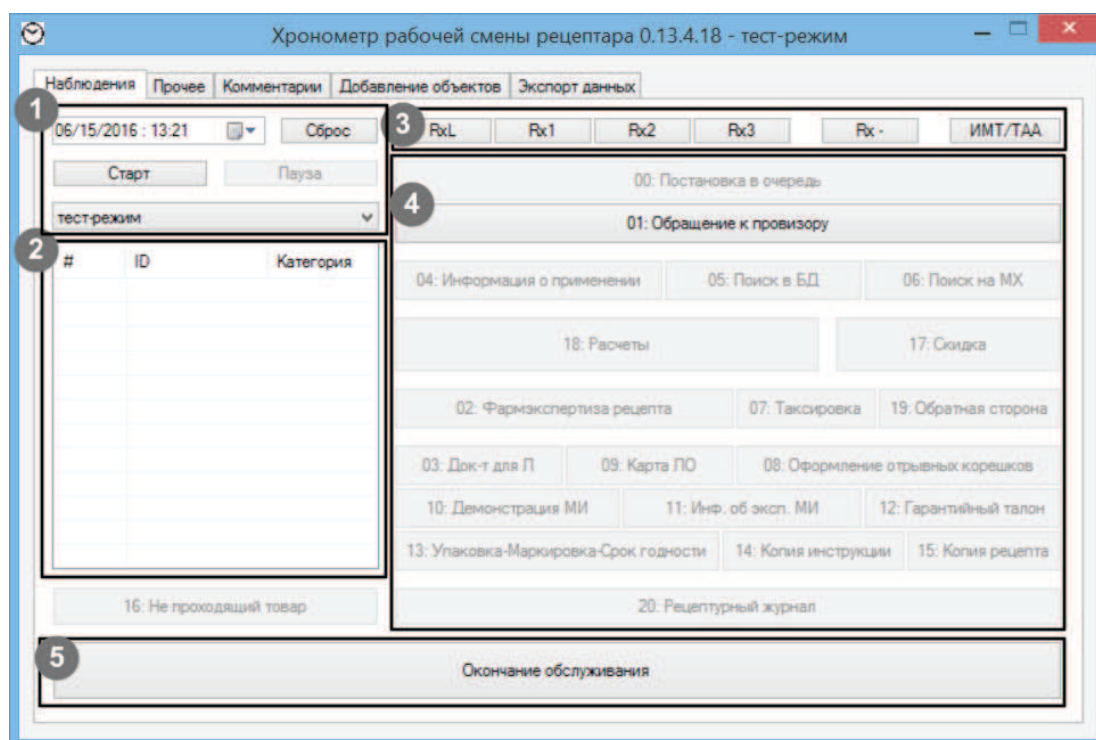 Хронометр рабочей смены рецептара 0.13.4.18 - тест-режим
Наблюдения Прочее Комментарии Добавление объектов Экспорт данных
1
06/15/2016 : 13:21 Сброс
Старт Пауза
тест-режим
2
# ID Категория
16: Не проходящий товар
3 RxL Rx1 Rx2 Rx3 Rx - ИМТ/ТАА
4
00: Постановка в очередь
01: Обращение к провизору
04: Информация о применении 05: Поиск в БД 06: Поиск на МХ
18: Расчеты 17: Скидка
02: Фармэкспертиза рецепта 07: Таксировка 19: Обратная сторона
03: Док-т для П 09: Карта ПО 08: Оформление отрывных корешков
10: Демонстрация МИ 11: Инф. об эксп. МИ 12: Гарантийный талон
13: Упаковка-Маркировка-Срок годности 14: Копия инструкции 15: Копия рецепта
20: Рецептурный журнал
5
Окончание обслуживания